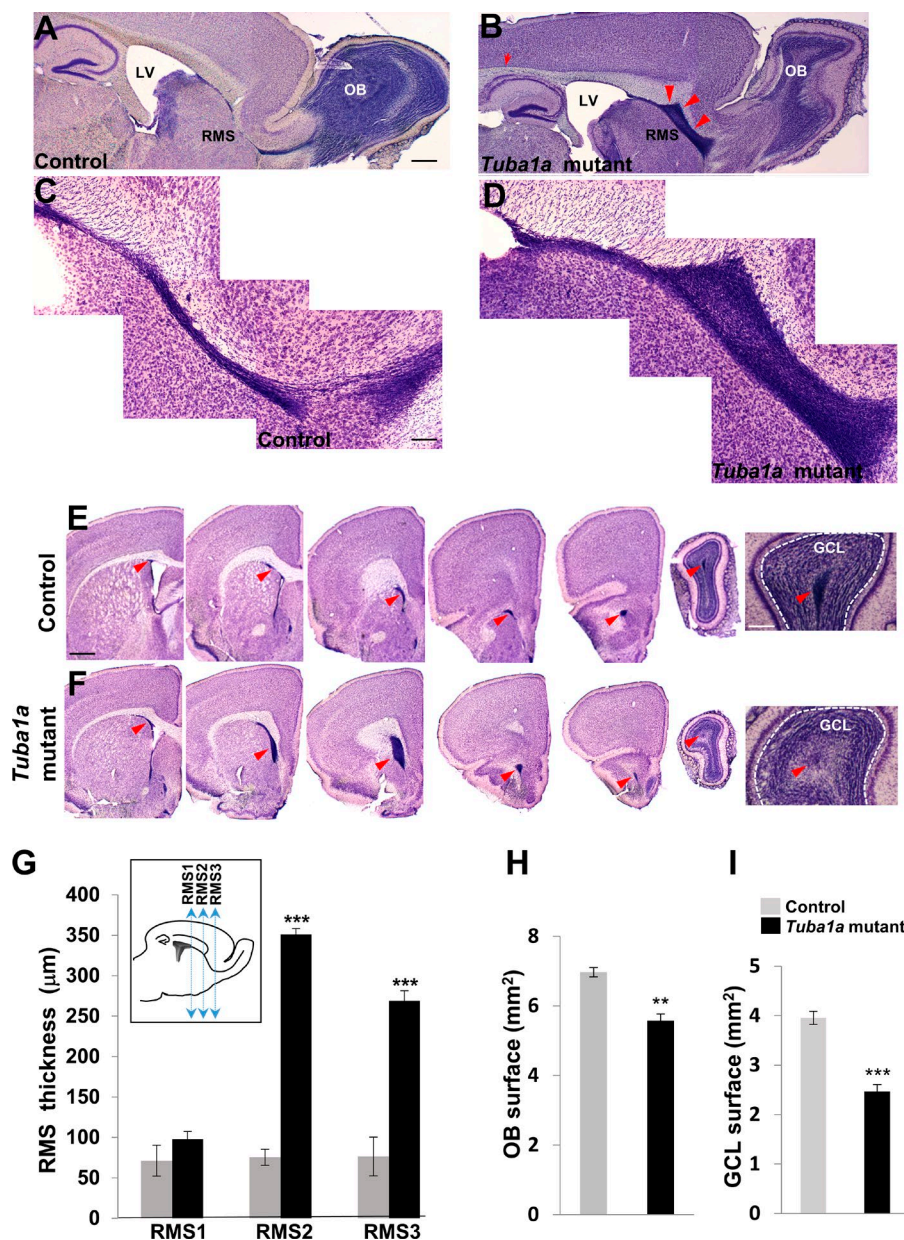 A
LV
OB
RMS
Control
B
OB
LV
RMS
Tuba1a mutant
C
Control
D
Tuba1a mutant
E
Control
GCL
F
Tuba1a
mutant
GCL
G
RMS thickness (μm)
400
350
300
250
200
150
100
50
0
RMS1
RMS2
RMS3
***
***
RMS1
RMS2
RMS3
H
OB surface (mm²)
8
6
4
2
0
**
I
Control
Tuba1a mutant
GCL surface (mm²)
5
4
3
2
1
0
***